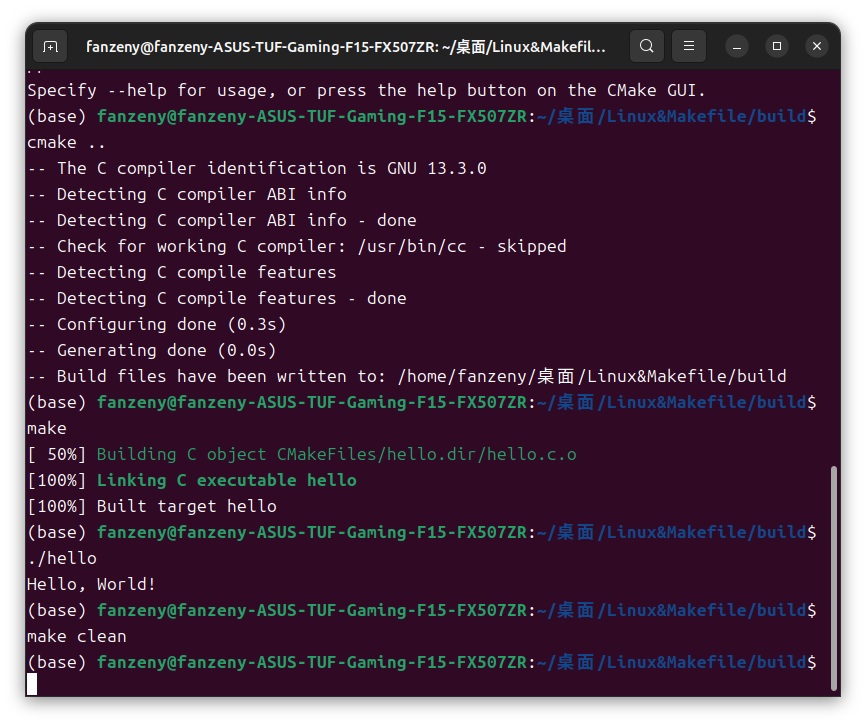 fanzeny@fanzeny-ASUS-TUF-Gaming-F15-FX507ZR: ~/桌面/Linux&Makefil...
Specify --help for usage, or press the help button on the CMake GUI.
(base) fanzeny@fanzeny-ASUS-TUF-Gaming-F15-FX507ZR:~/桌面/Linux&Makefile/build$
cmake ..
-- The C compiler identification is GNU 13.3.0
-- Detecting C compiler ABI info
-- Detecting C compiler ABI info - done
-- Check for working C compiler: /usr/bin/cc - skipped
-- Detecting C compile features
-- Detecting C compile features - done
-- Configuring done (0.3s)
-- Generating done (0.0s)
-- Build files have been written to: /home/fanzeny/桌面/Linux&Makefile/build
(base) fanzeny@fanzeny-ASUS-TUF-Gaming-F15-FX507ZR:~/桌面/Linux&Makefile/build$
make
[ 50%] Building C object CMakeFiles/hello.dir/hello.c.o
[100%] Linking C executable hello
[100%] Built target hello
(base) fanzeny@fanzeny-ASUS-TUF-Gaming-F15-FX507ZR:~/桌面/Linux&Makefile/build$
./hello
Hello, World!
(base) fanzeny@fanzeny-ASUS-TUF-Gaming-F15-FX507ZR:~/桌面/Linux&Makefile/build$
make clean
(base) fanzeny@fanzeny-ASUS-TUF-Gaming-F15-FX507ZR:~/桌面/Linux&Makefile/build$